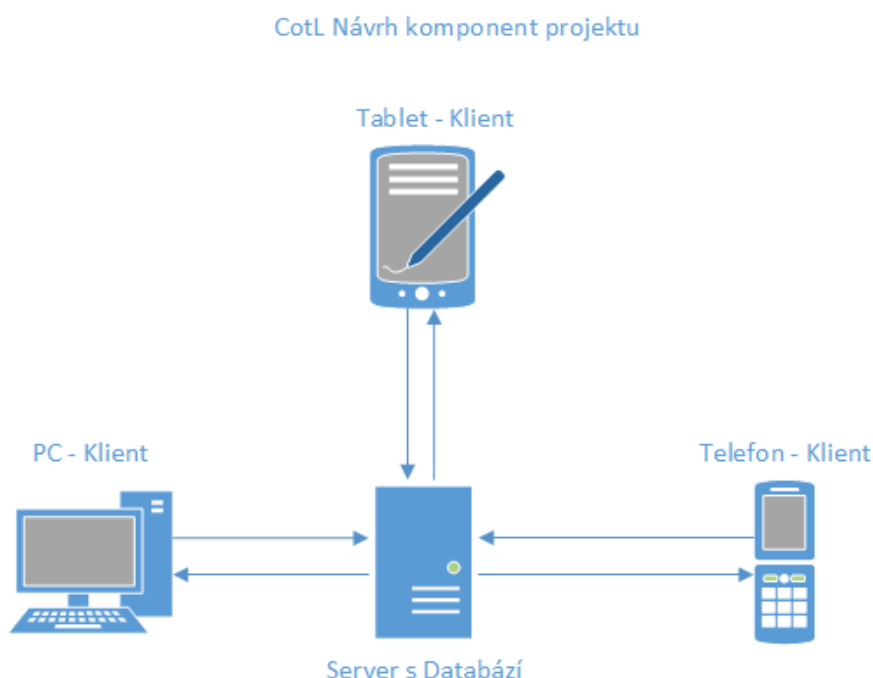 CotL Návrh komponent projektu
Tablet - Klient
PC - Klient
Telefon - Klient
Server s Databází